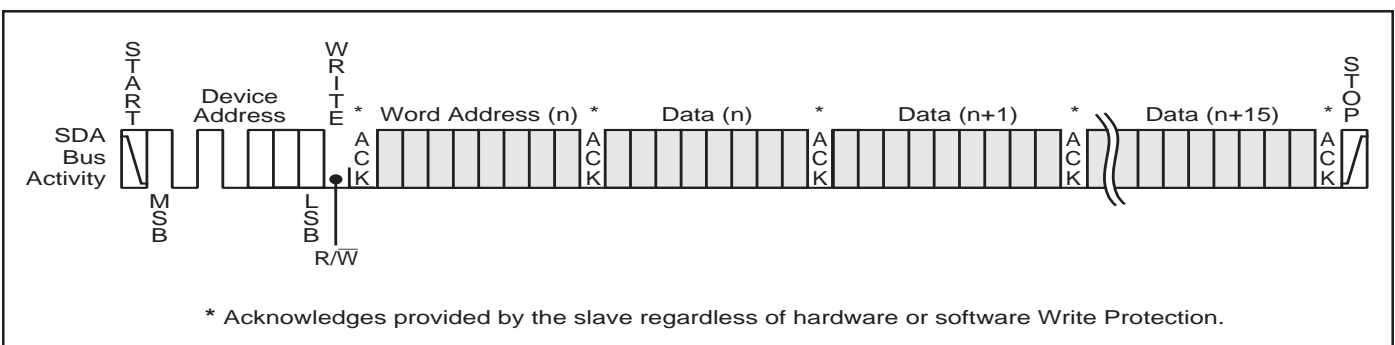 START
WRITE
STOP
Device
Address
* Word Address (n) * Data (n) * Data (n+1) * Data (n+15) *
SDA
Bus
Activity
ACK
ACK
ACK
ACK
ACK
MSB
LSB
R/W̅
* Acknowledges provided by the slave regardless of hardware or software Write Protection.